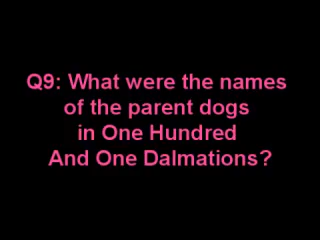 Q9: What were the names
of the parent dogs
in One Hundred
And One Dalmations?